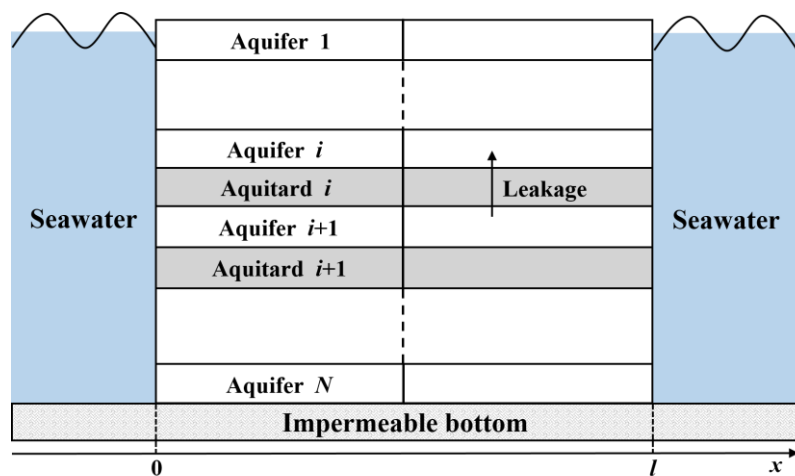 Aquifer 1
Aquifer i
Aquitard i
Leakage
Seawater
Aquifer i+1
Seawater
Aquitard i+1
Aquifer N
Impermeable bottom
0
l
x